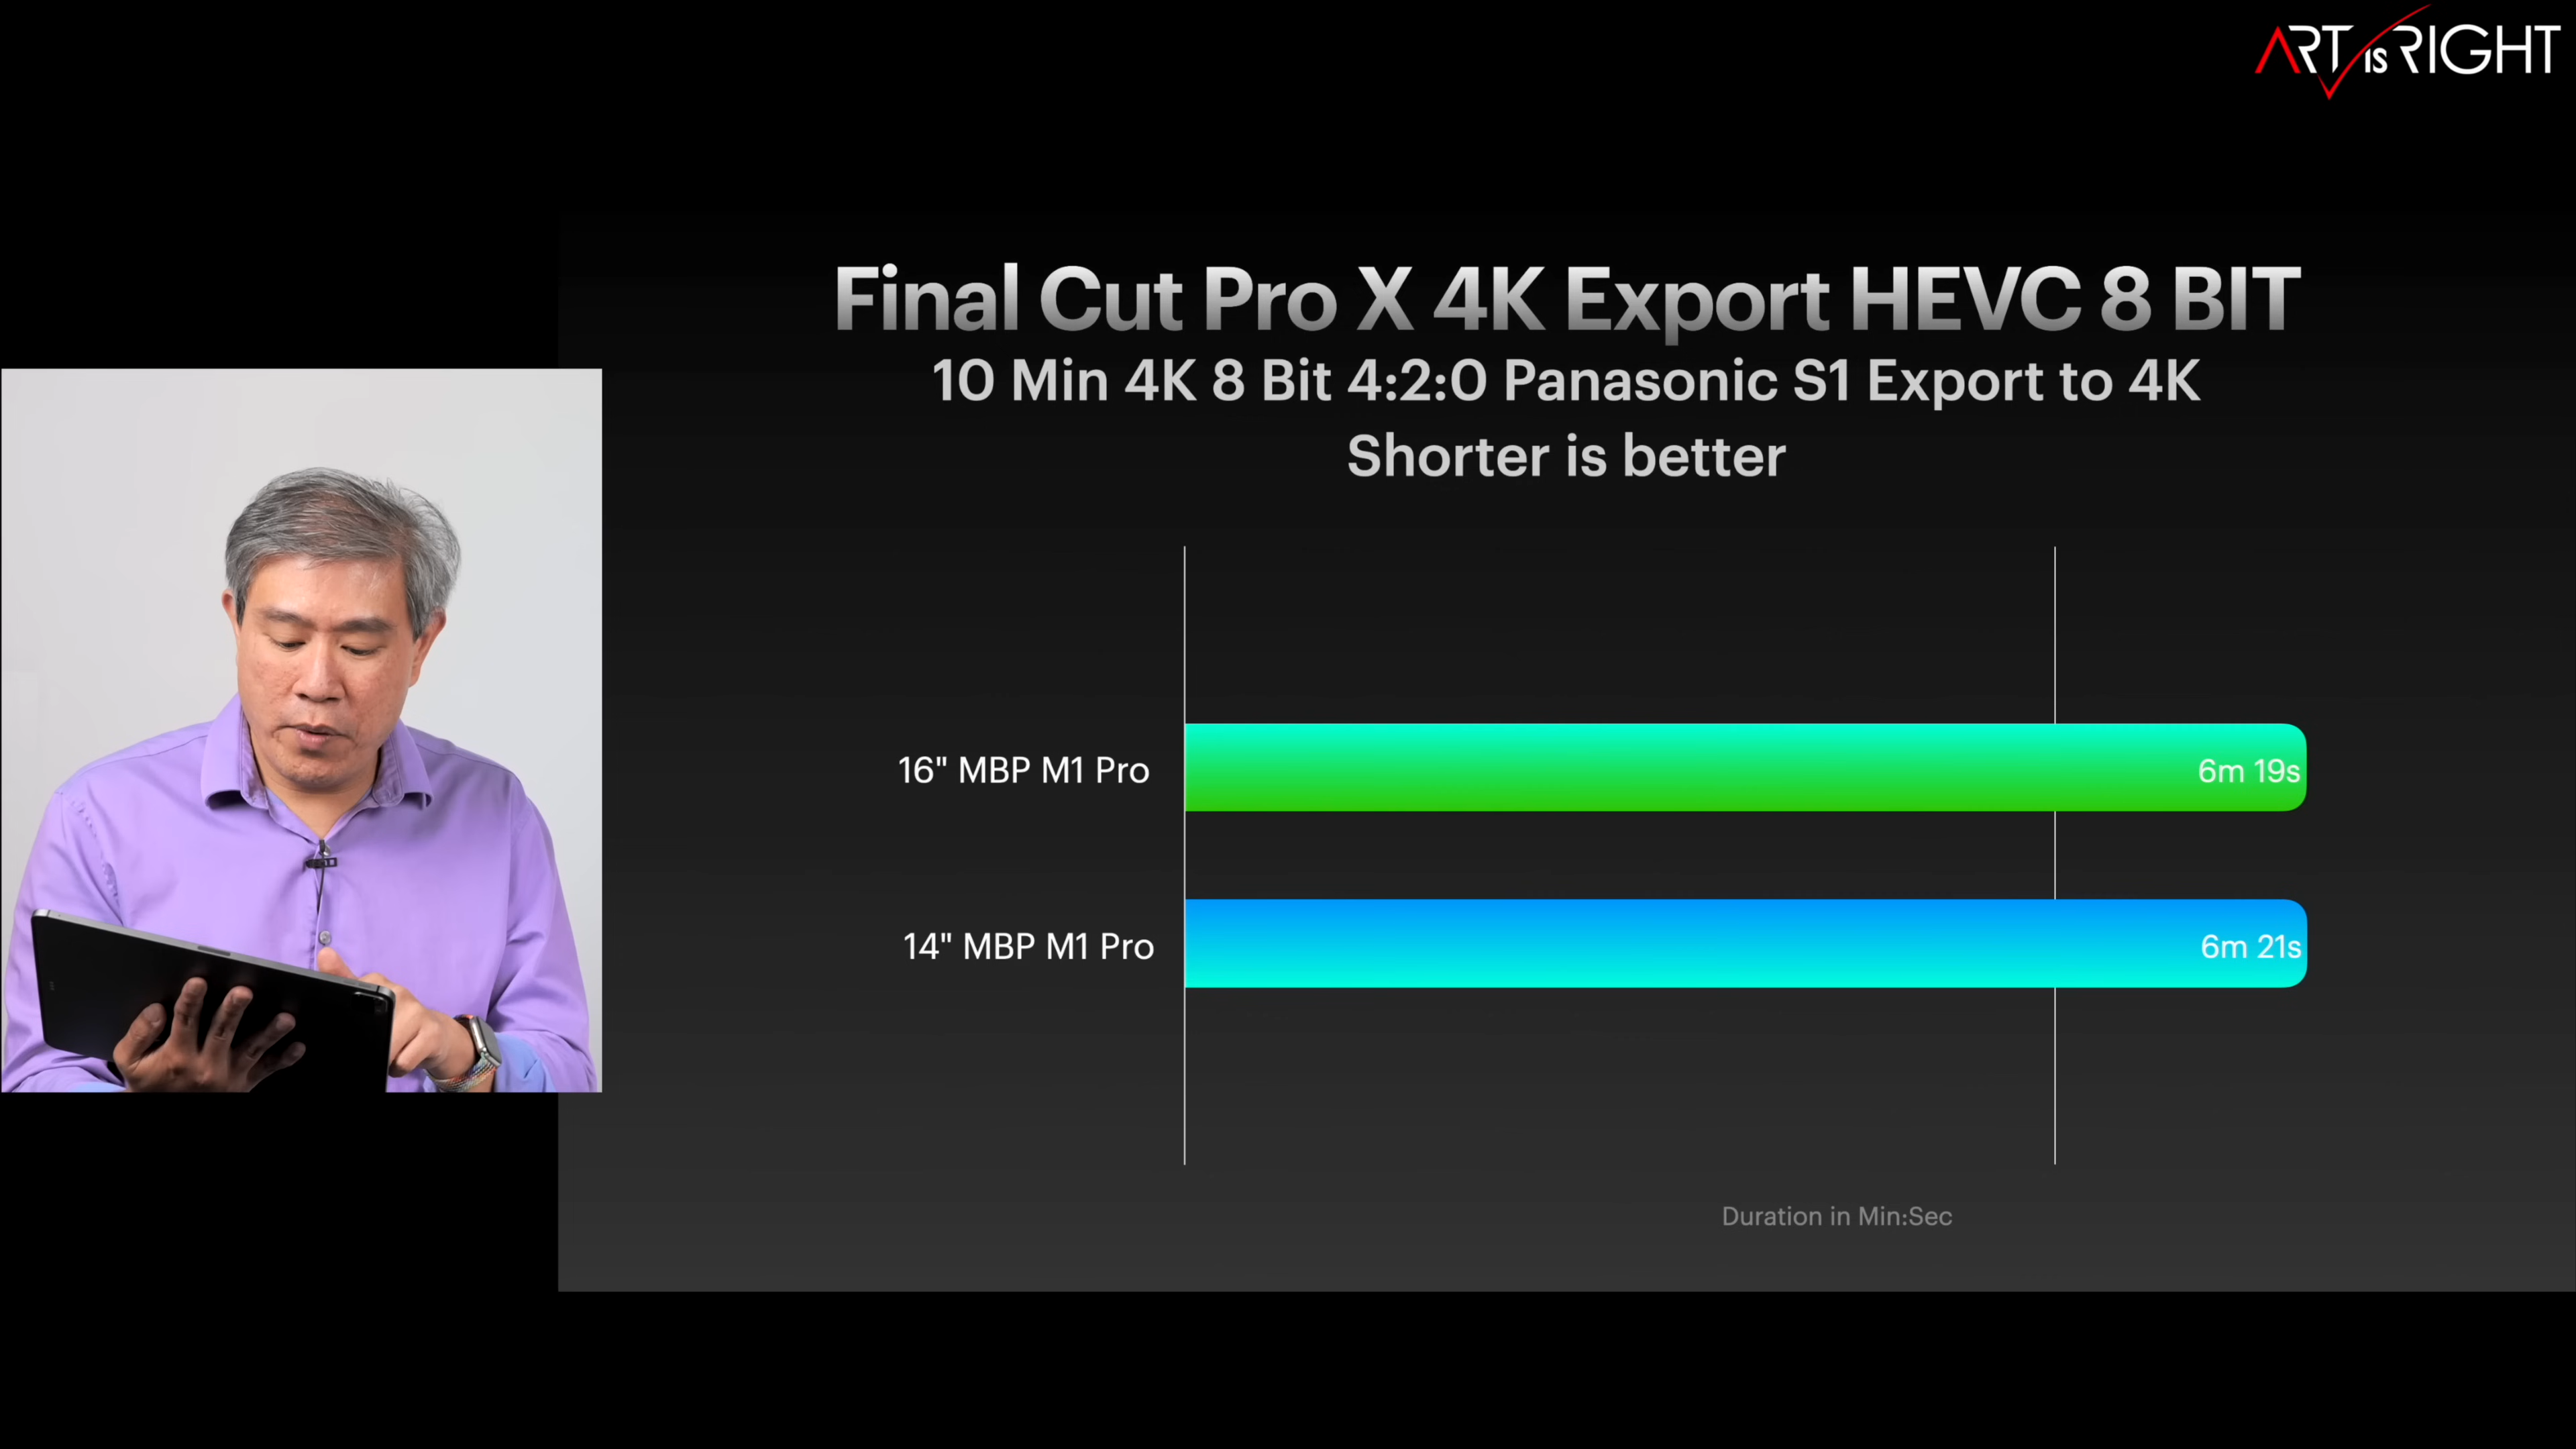 ART IS RIGHT
Final Cut Pro X 4K Export HEVC 8 BIT
10 Min 4K 8 Bit 4:2:0 Panasonic S1 Export to 4K
Shorter is better
16" MBP M1 Pro
6m 19s
14" MBP M1 Pro
6m 21s
Duration in Min:Sec